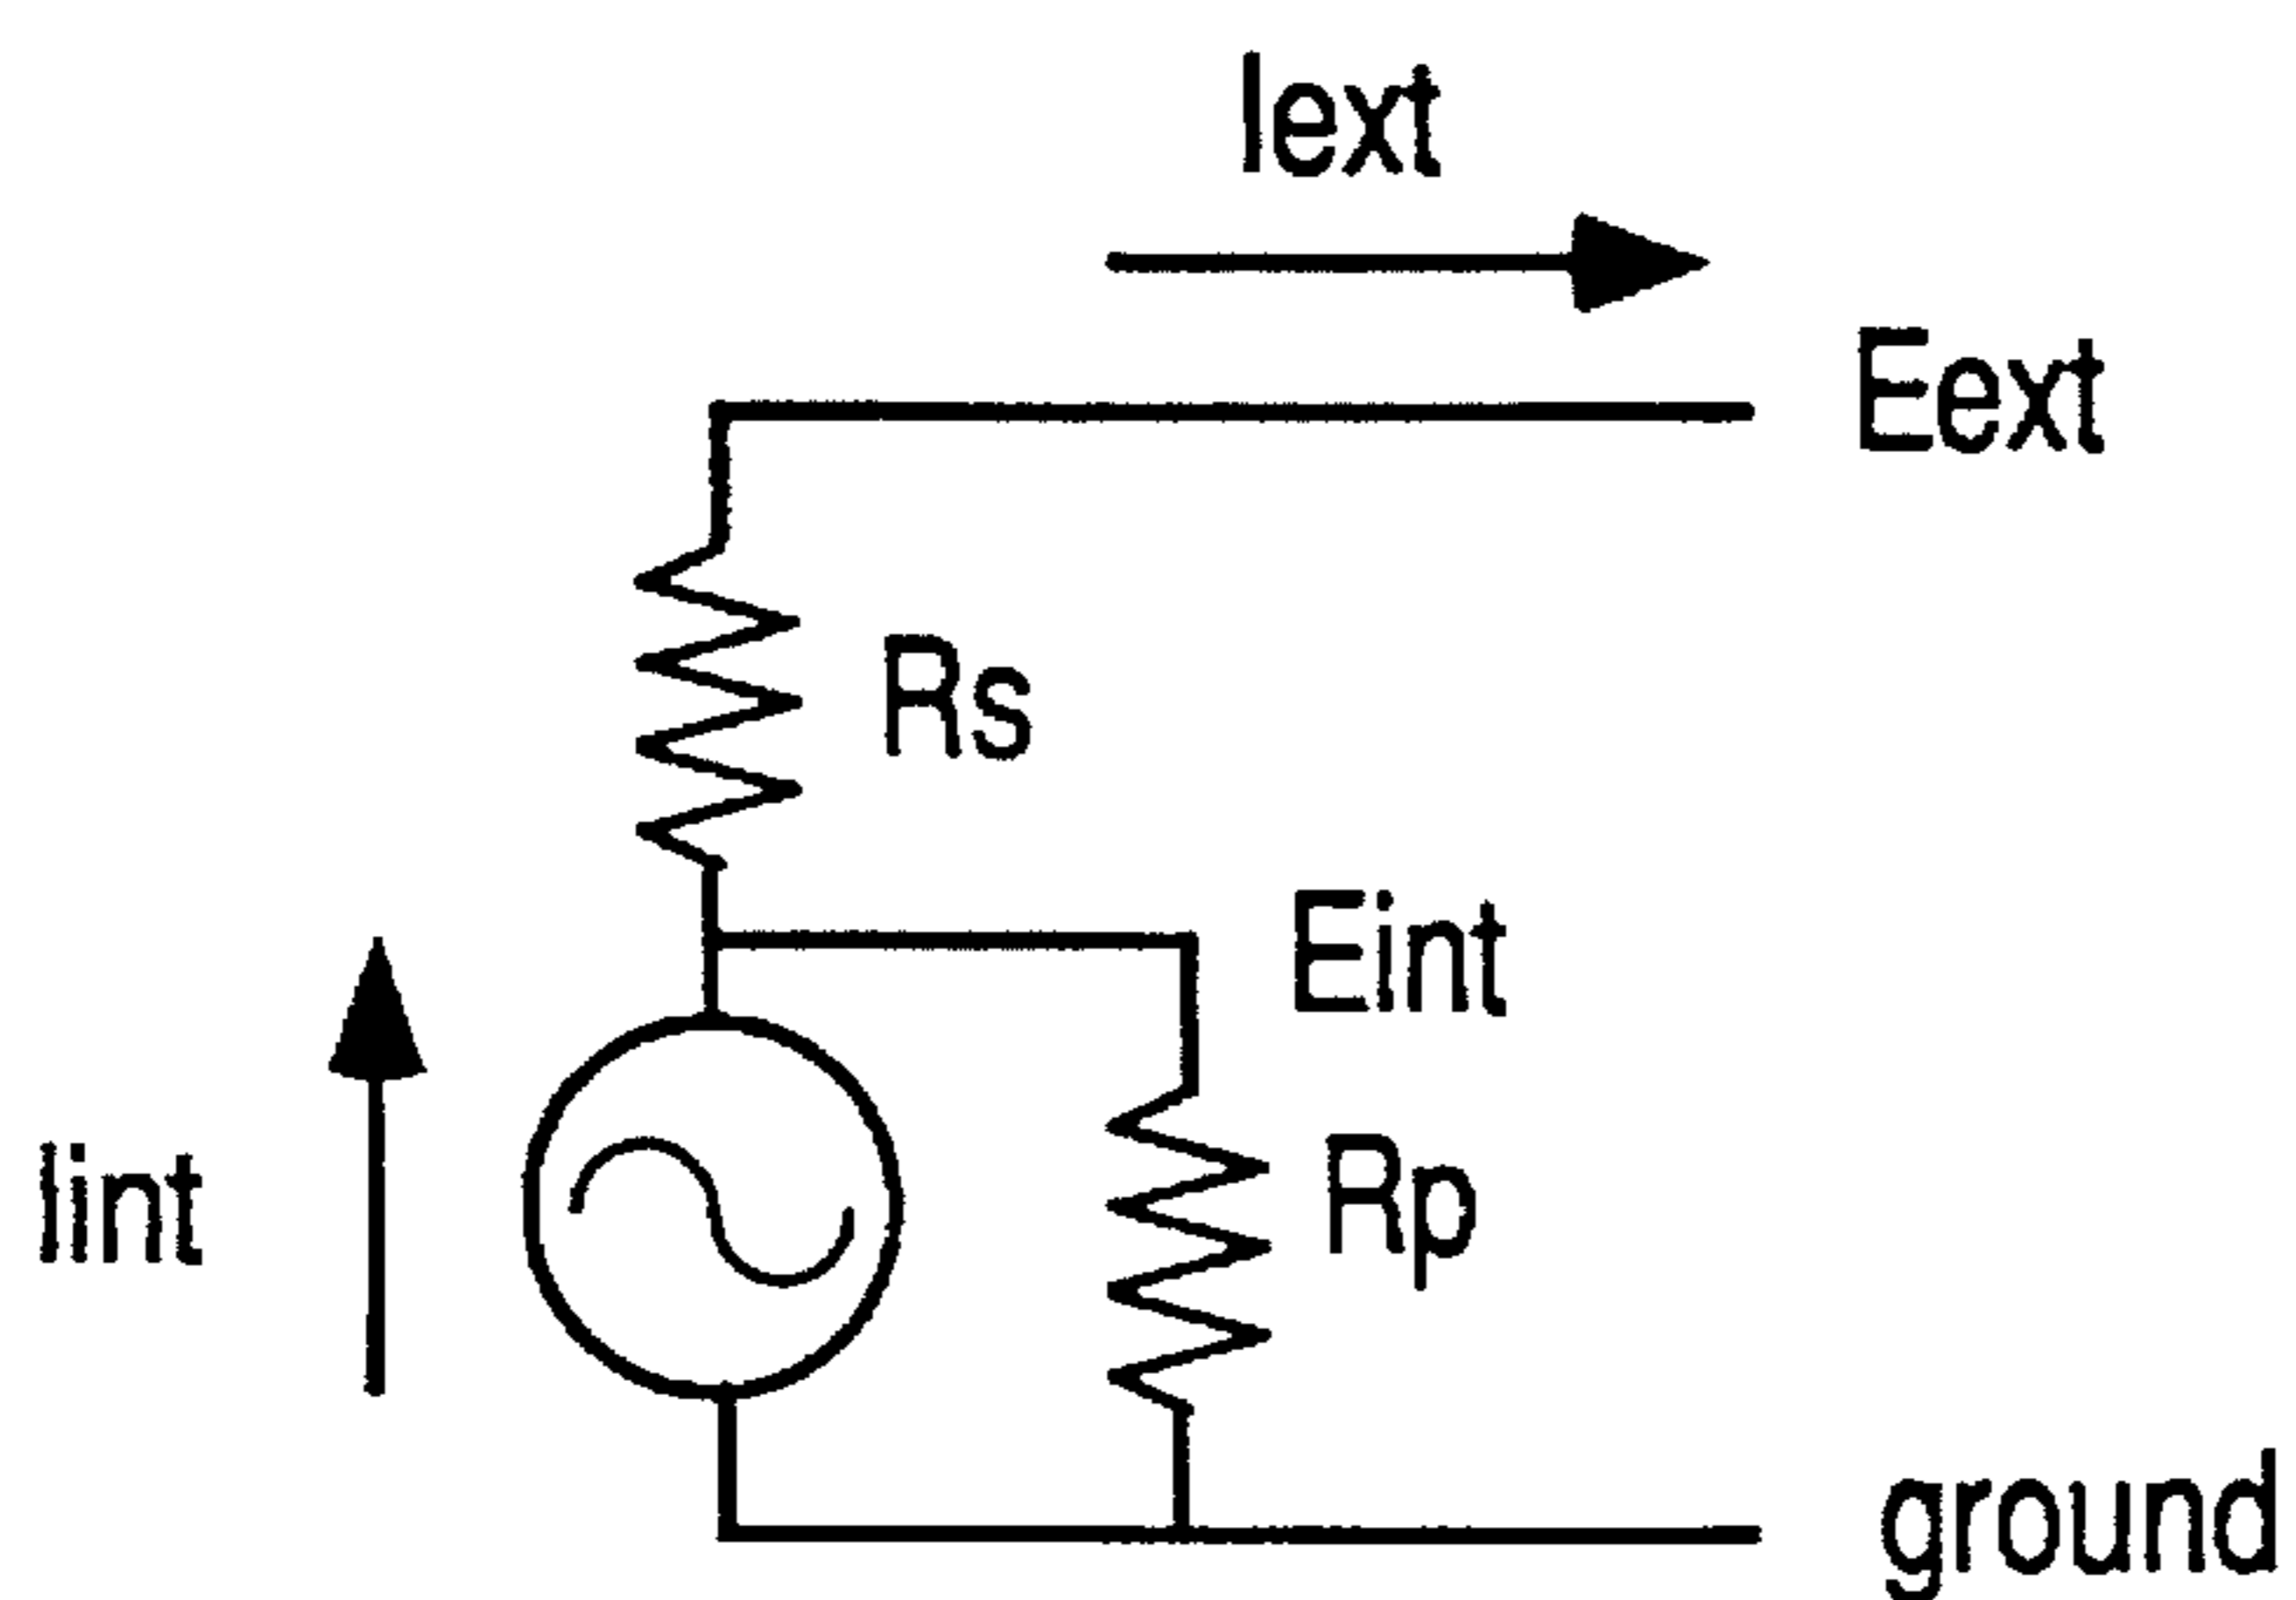 Iext
Eext
Rs
Eint
Iint
Rp
ground